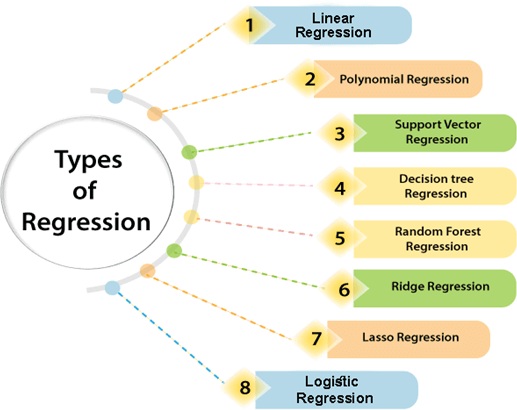 1
Linear
Regression
2
Polynomial Regression
3
Support Vector
Regression
Types
of
Regression
4
Decision tree
Regression
5
Random Forest
Regression
6
Ridge Regression
7
Lasso Regression
8
Logistic
Regression